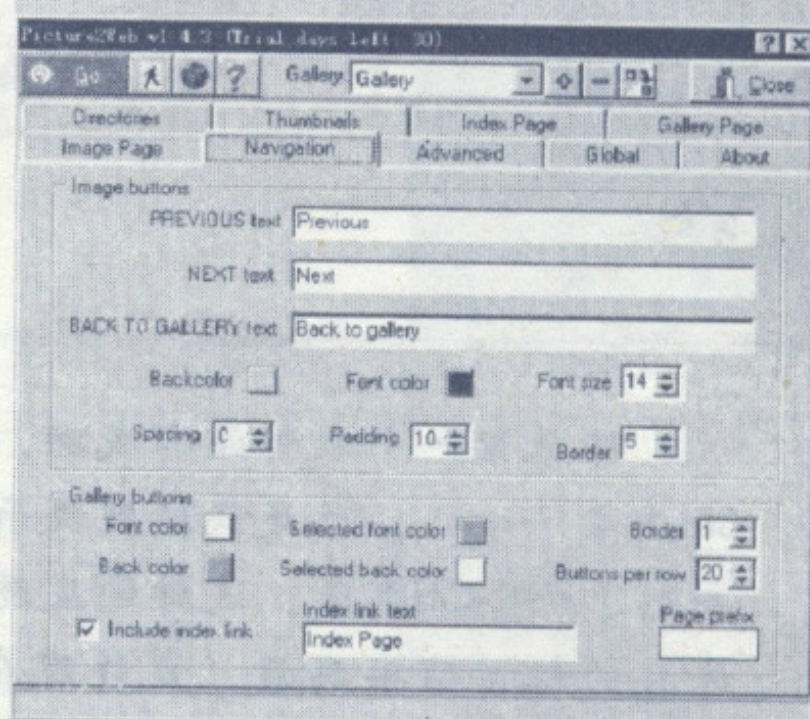 Picture2Web v1.4.3 (Trial days left 30)
Go ? Gallery Gallery Close
Directories Thumbnails Index Page Gallery Page
Image Page Navigation Advanced Global About
Image buttons
PREVIOUS text Previous
NEXT text Next
BACK TO GALLERY text Back to gallery
Backcolor Font color Font size 14
Spacing 0 Padding 10 Border 5
Gallery buttons
Font color Selected font color Border 1
Back color Selected back color Buttons per row 20
Include index link Index link text Page prefix
Index Page